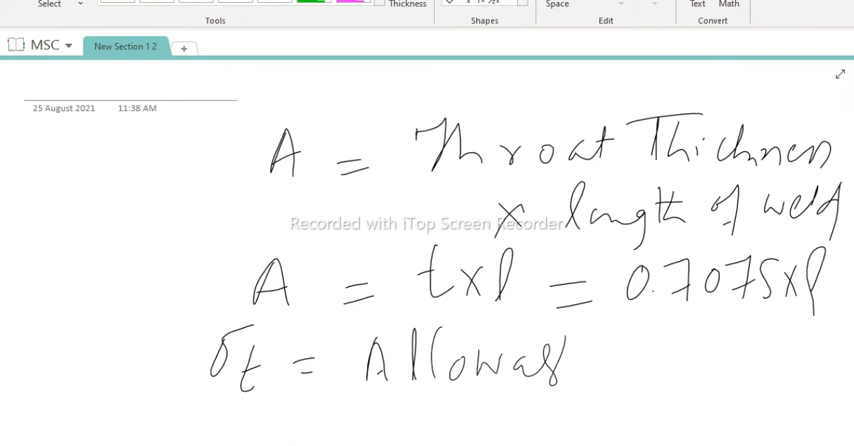 Select
Tools
Thickness
Shapes
Space
Edit
Text
Math
Convert
MSC
New Section 1 2
+
25 August 2021 11:38 AM
A = Throat Thickness
× length of weld
Recorded with iTop Screen Recorder
A = t×l = 0.707s×l
σt = Allowab